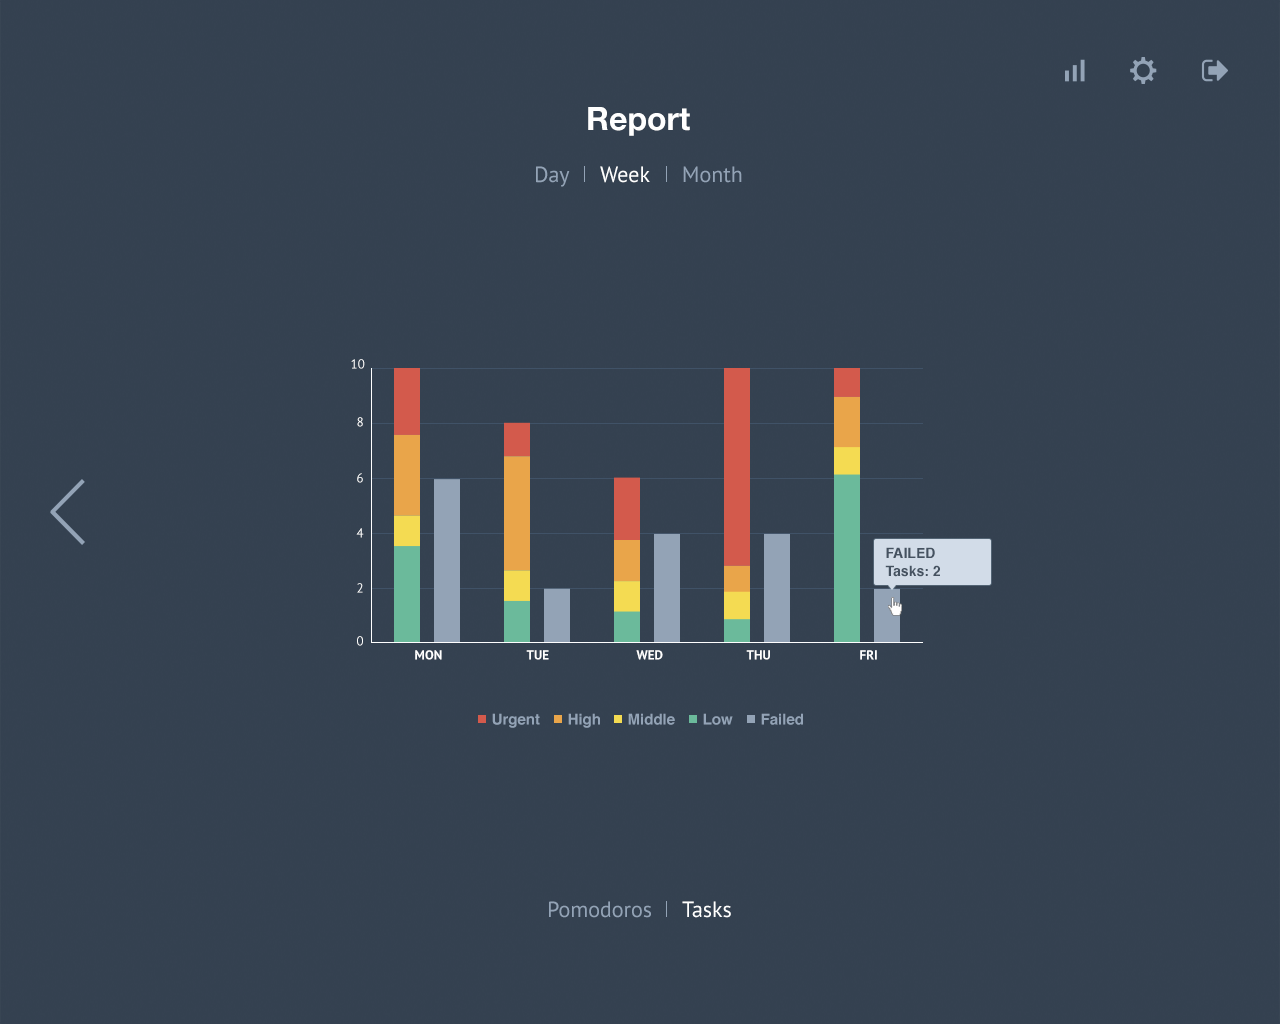 Report
Day | Week | Month
10
8
6
4
2
0
FAILED
Tasks: 2
MON TUE WED THU FRI
Urgent High Middle Low Failed
Pomodoros | Tasks